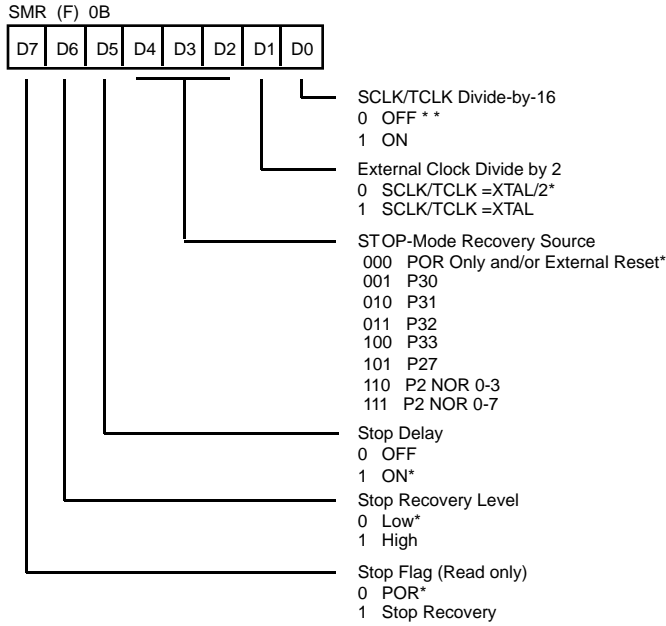 SMR (F) 0B
D7 D6 D5 D4 D3 D2 D1 D0
SCLK/TCLK Divide-by-16
0 OFF * *
1 ON
External Clock Divide by 2
0 SCLK/TCLK =XTAL/2*
1 SCLK/TCLK =XTAL
STOP-Mode Recovery Source
000 POR Only and/or External Reset*
001 P30
010 P31
011 P32
100 P33
101 P27
110 P2 NOR 0-3
111 P2 NOR 0-7
Stop Delay
0 OFF
1 ON*
Stop Recovery Level
0 Low*
1 High
Stop Flag (Read only)
0 POR*
1 Stop Recovery